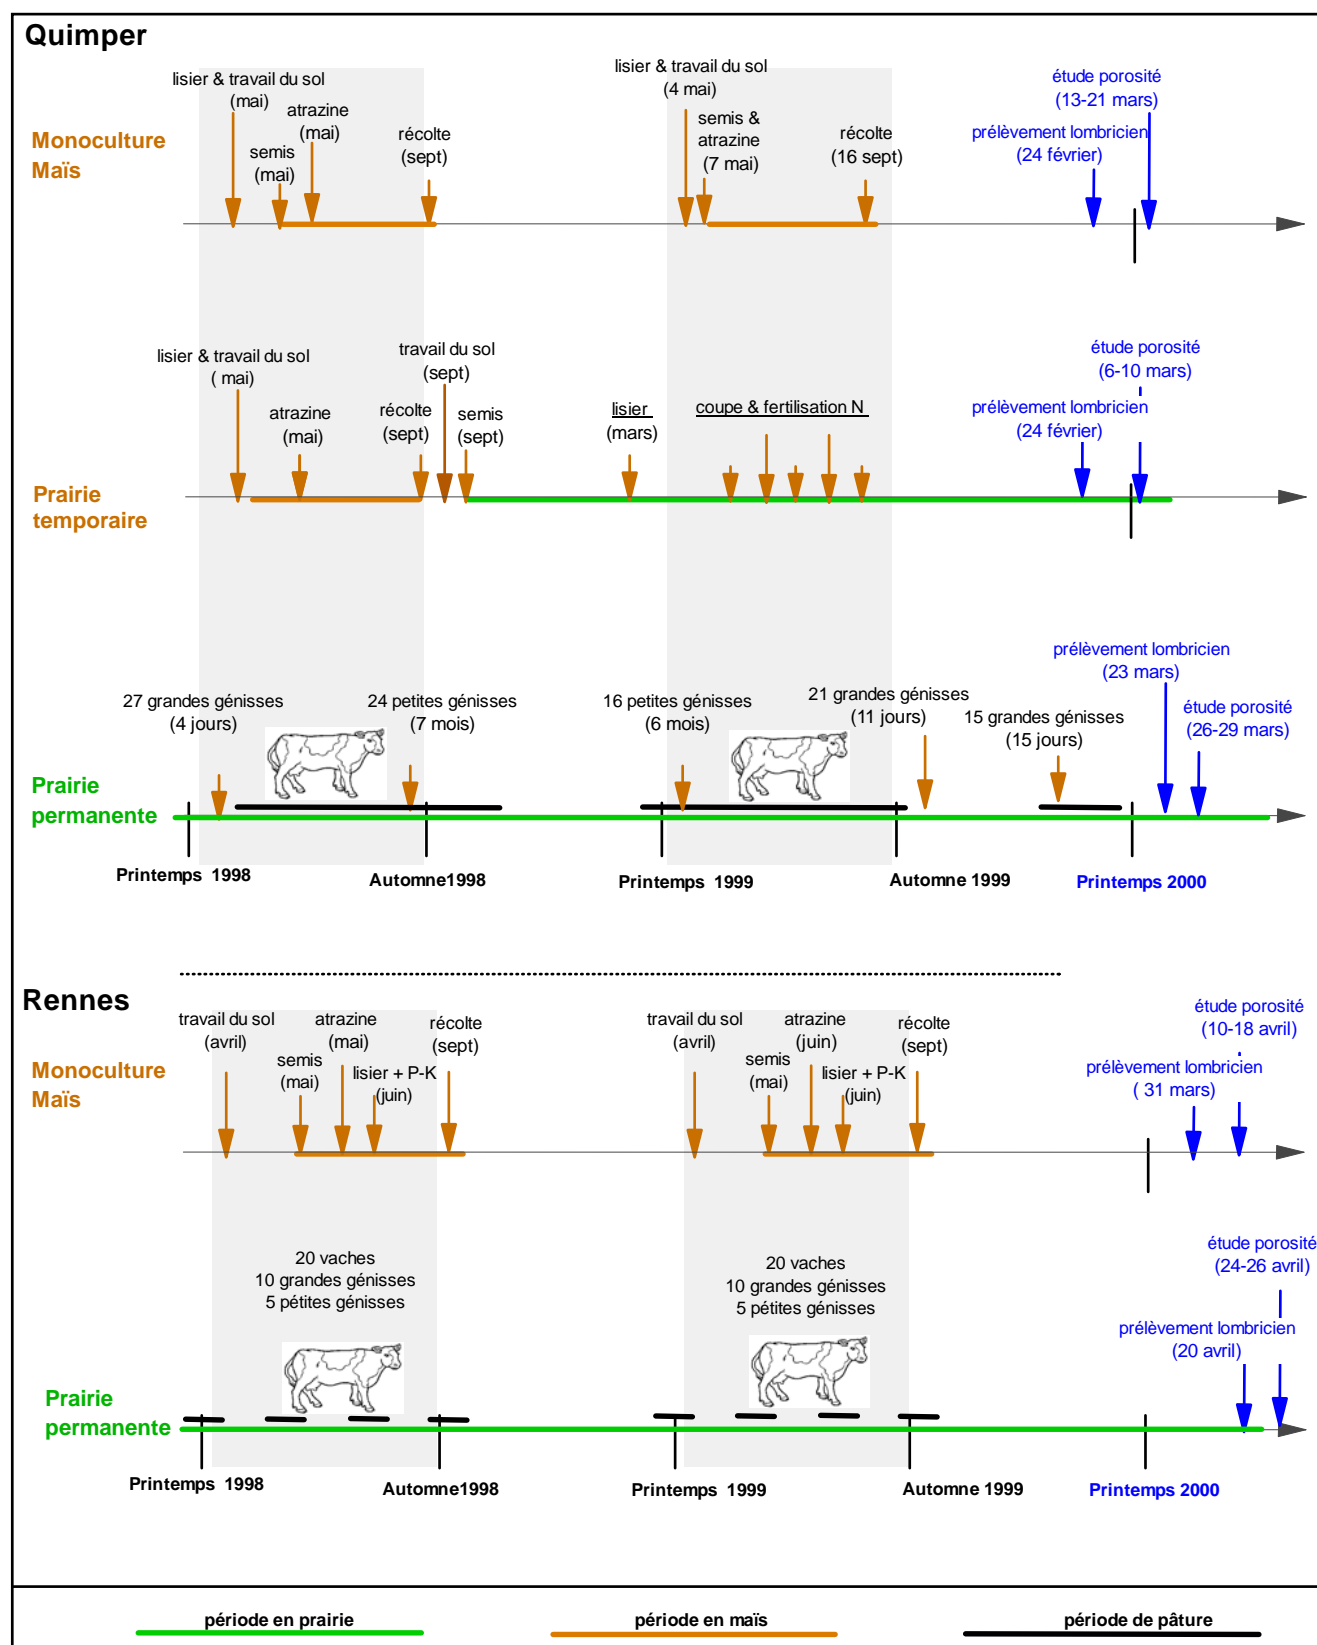 Quimper
lisier & travail du sol
(mai)
atrazine
(mai)
semis
(mai)
récolte
(sept)
lisier & travail du sol
(4 mai)
semis &
atrazine
(7 mai)
récolte
(16 sept)
étude porosité
(13-21 mars)
prélèvement lombricien
(24 février)
Monoculture
Maïs
lisier & travail du sol
( mai)
atrazine
(mai)
récolte
(sept)
travail du sol
(sept)
semis
(sept)
lisier
(mars)
coupe & fertilisation N
étude porosité
(6-10 mars)
prélèvement lombricien
(24 février)
Prairie
temporaire
27 grandes génisses
(4 jours)
24 petites génisses
(7 mois)
16 petites génisses
(6 mois)
21 grandes génisses
(11 jours)
15 grandes génisses
(15 jours)
prélèvement lombricien
(23 mars)
étude porosité
(26-29 mars)
Prairie
permanente
Printemps 1998
Automne1998
Printemps 1999
Automne 1999
Printemps 2000
Rennes
travail du sol
(avril)
semis
(mai)
atrazine
(mai)
lisier + P-K
(juin)
récolte
(sept)
travail du sol
(avril)
semis
(mai)
atrazine
(juin)
lisier + P-K
(juin)
récolte
(sept)
étude porosité
(10-18 avril)
prélèvement lombricien
( 31 mars)
Monoculture
Maïs
20 vaches
10 grandes génisses
5 pétites génisses
20 vaches
10 grandes génisses
5 pétites génisses
étude porosité
(24-26 avril)
prélèvement lombricien
(20 avril)
Prairie
permanente
Printemps 1998
Automne1998
Printemps 1999
Automne 1999
Printemps 2000
période en prairie
période en maïs
période de pâture